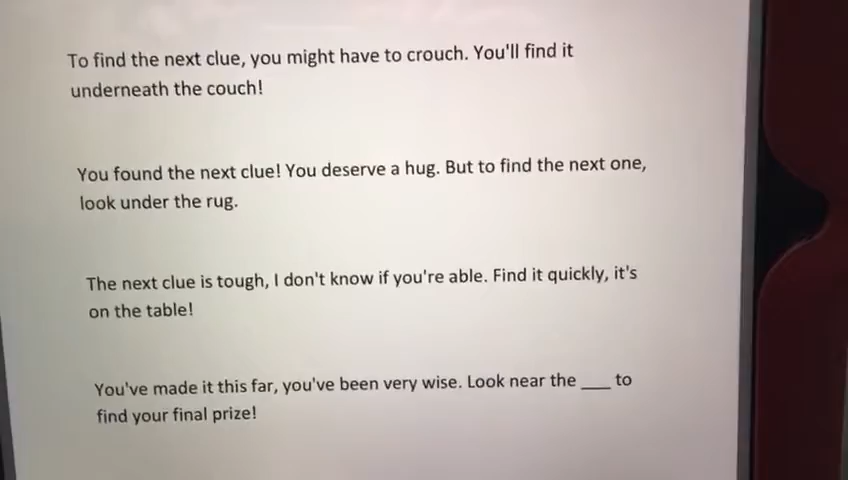 To find the next clue, you might have to crouch. You'll find it
underneath the couch!
You found the next clue! You deserve a hug. But to find the next one,
look under the rug.
The next clue is tough, I don't know if you're able. Find it quickly, it's
on the table!
You've made it this far, you've been very wise. Look near the ___ to
find your final prize!